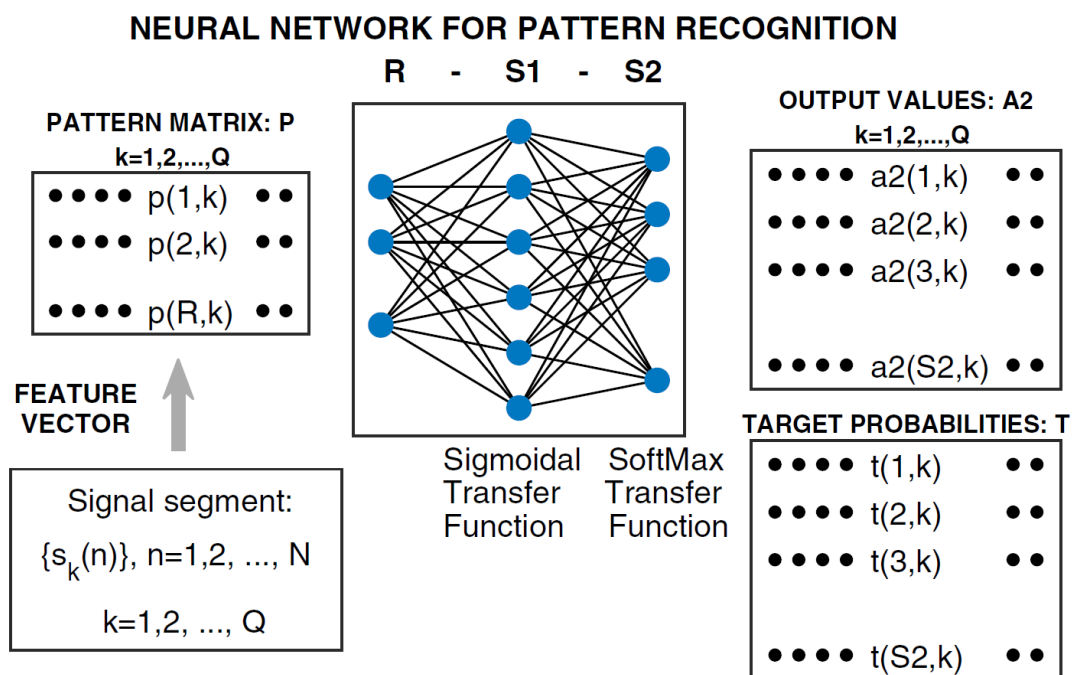 NEURAL NETWORK FOR PATTERN RECOGNITION
R - S1 - S2
PATTERN MATRIX: P
k=1,2,...,Q
p(1,k)
p(2,k)
p(R,k)
FEATURE
VECTOR
Signal segment:
{s_k(n)}, n=1,2, ..., N
k=1,2, ..., Q
Sigmoidal
Transfer
Function
SoftMax
Transfer
Function
OUTPUT VALUES: A2
k=1,2,...,Q
a2(1,k)
a2(2,k)
a2(3,k)
a2(S2,k)
TARGET PROBABILITIES: T
t(1,k)
t(2,k)
t(3,k)
t(S2,k)